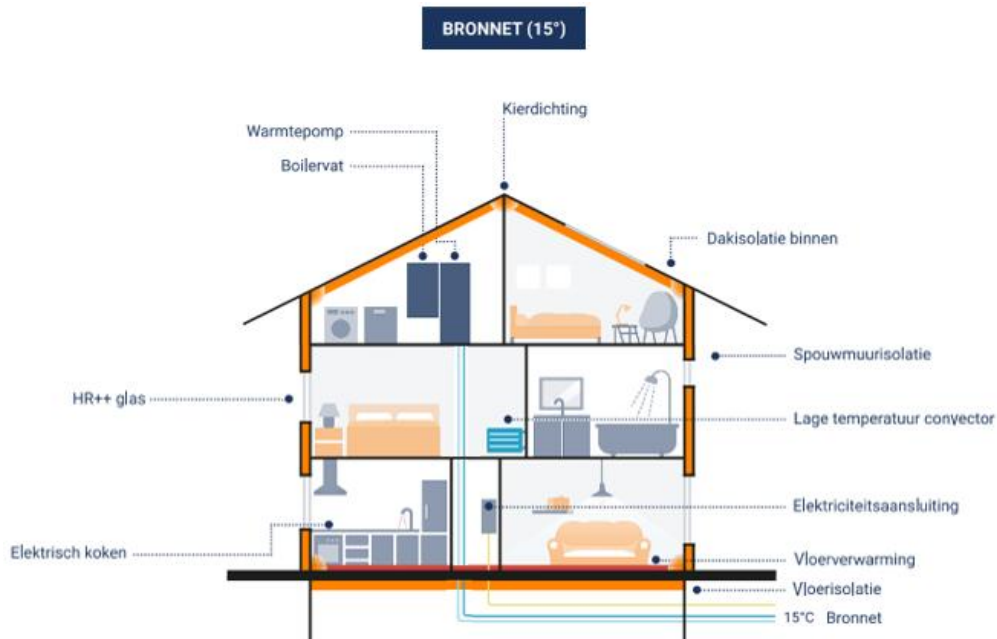 BRONNET (15°)
Kierdichting
Warmtepomp
Boilervat
Dakisolatie binnen
Spouwmuurisolatie
HR++ glas
Lage temperatuur convector
Elektriciteitsaansluiting
Elektrisch koken
Vloerverwarming
Vloerisolatie
15°C Bronnet